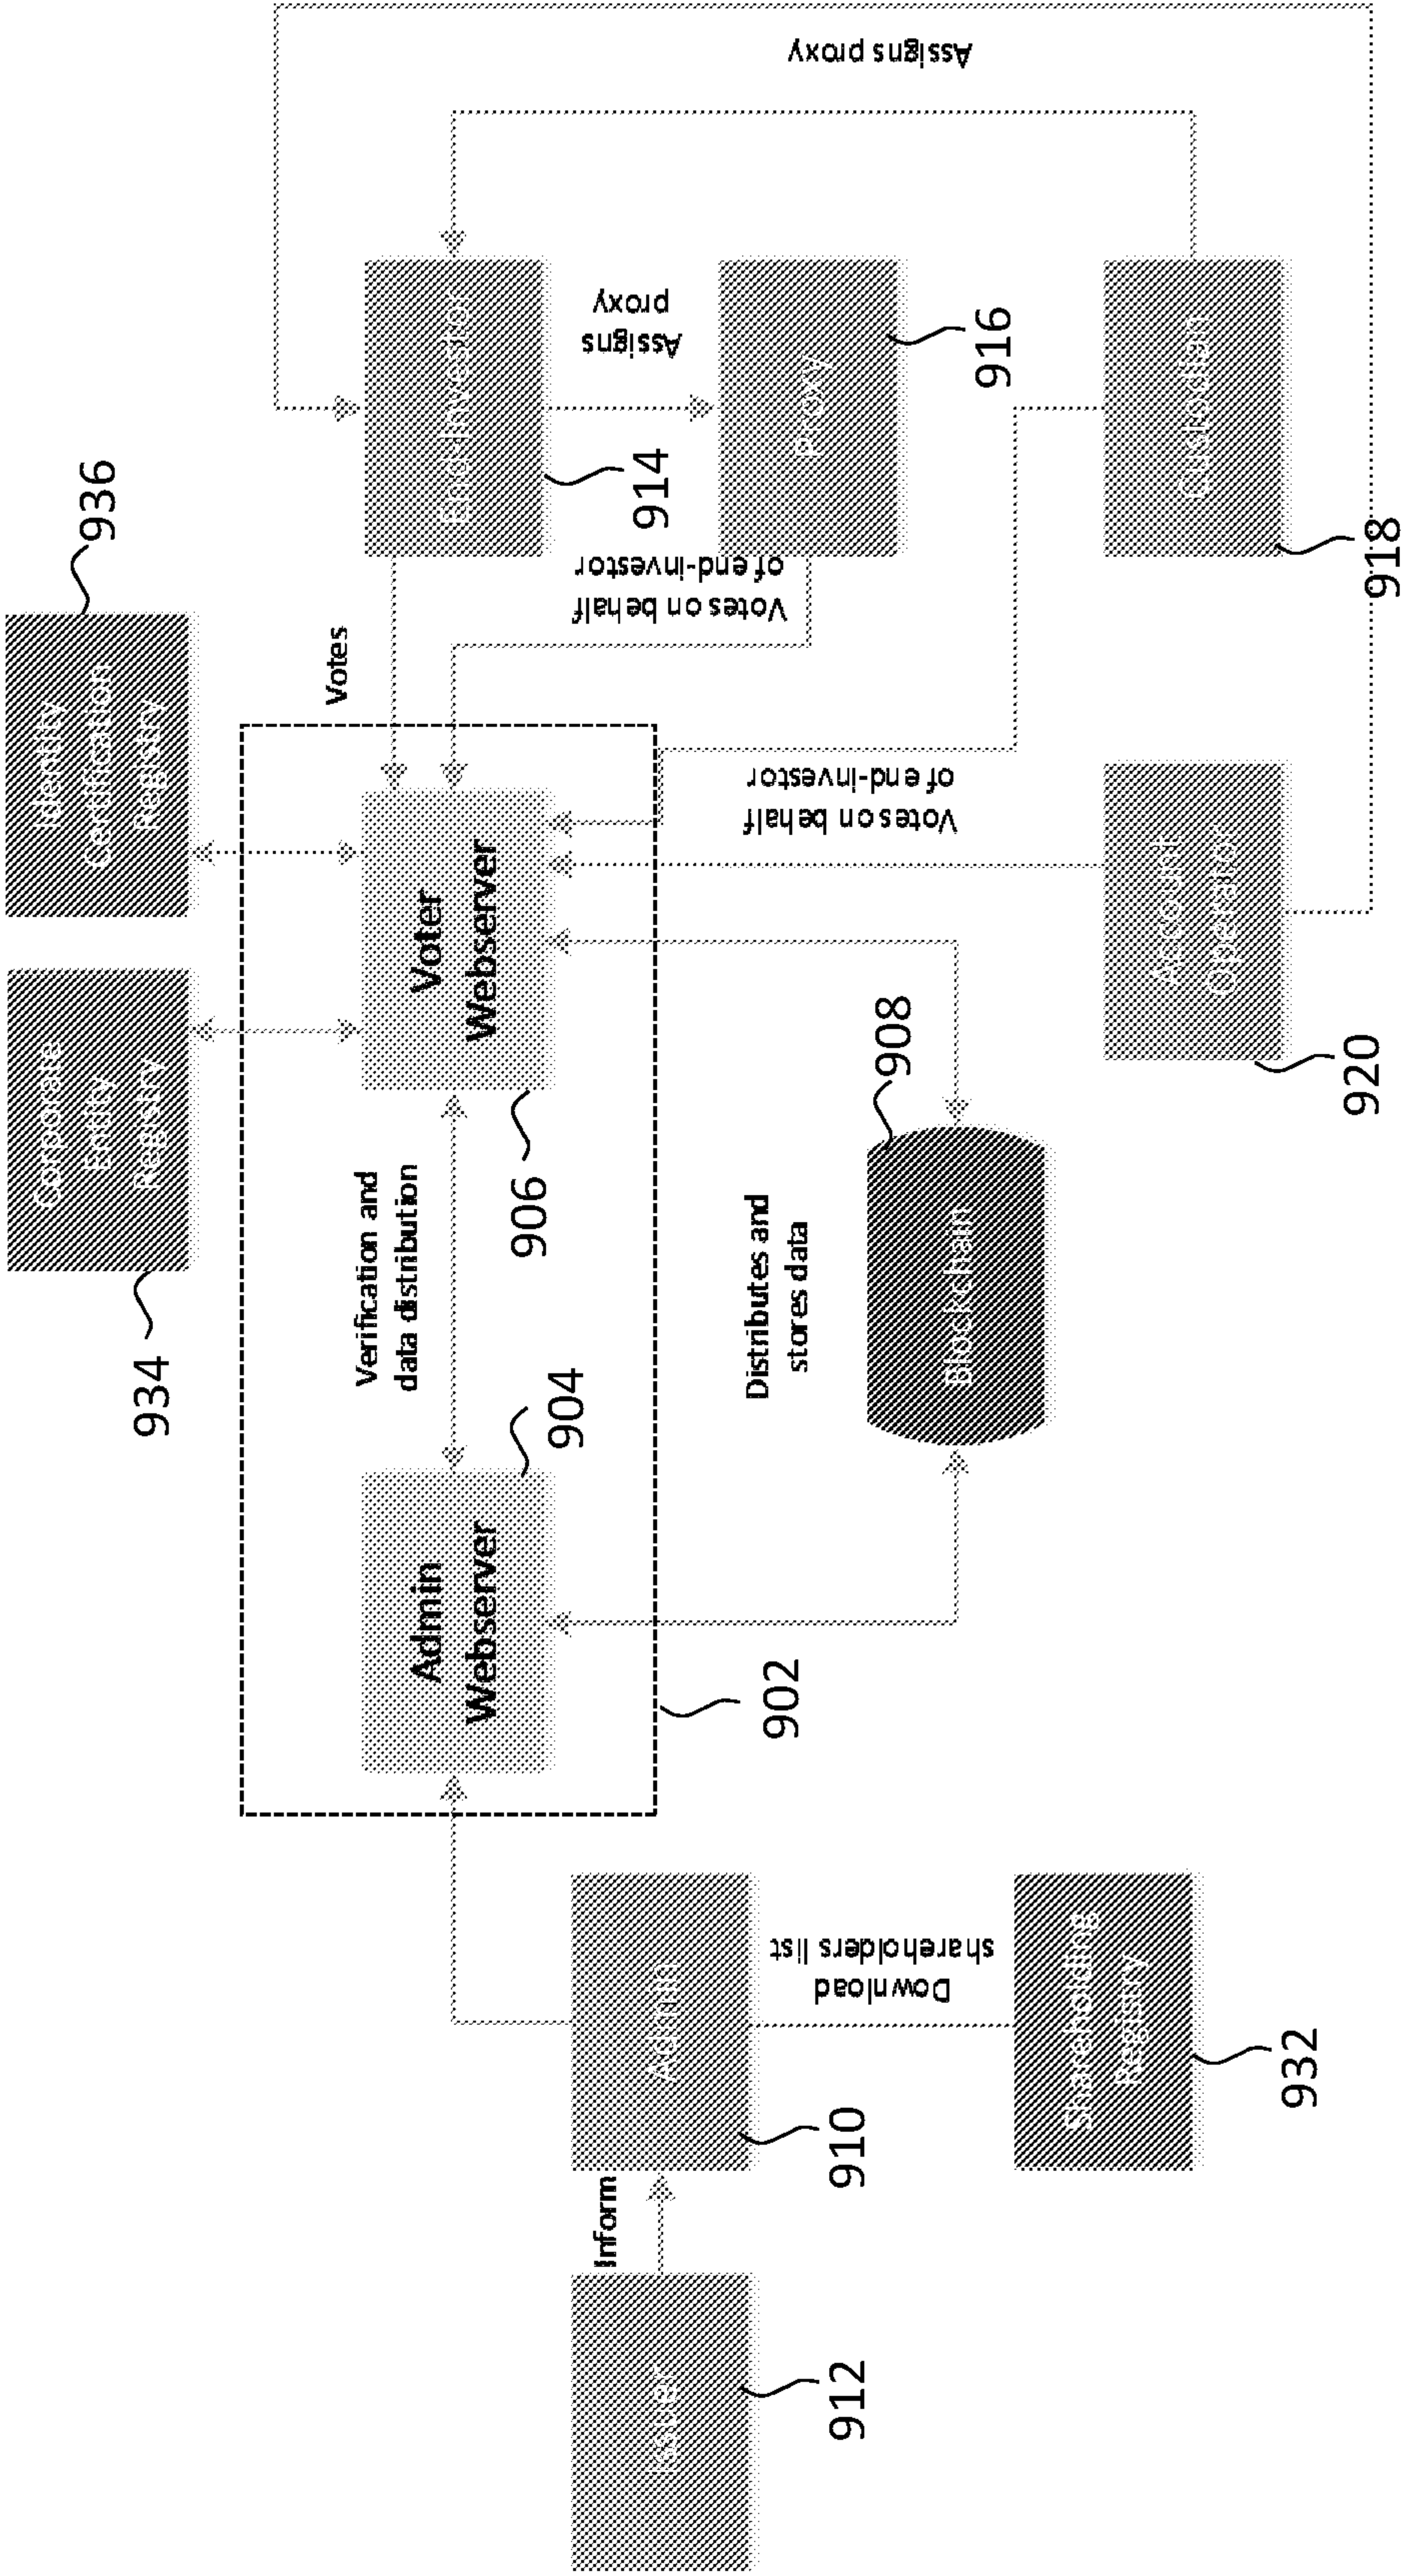 Corporate
Entity
Registry
934
Identity
Certification
Registry
936
Issuer
912
Inform
Admin
910
Download
shareholders list
Shareholding
Registry
932
Admin
Webserver
904
Verification and
data distribution
Voter
Webserver
906
902
Distributes and
stores data
Blockchain
908
Votes
End-Investor
914
Assigns
proxy
Proxy
916
Votes on behalf
of end-investor
Votes on behalf
of end-investor
Custodian
918
Account
Operator
920
Assigns proxy